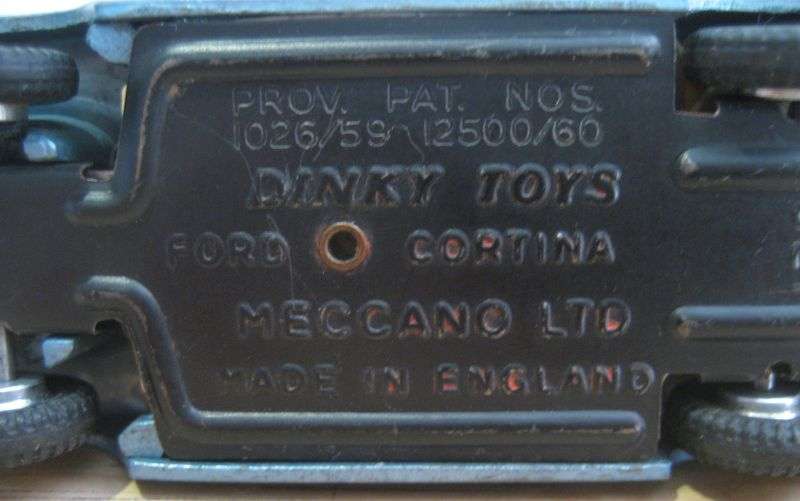 PROV. PAT. NOS.
1026/59 12500/60
DINKY TOYS
FORD CORTINA
MECCANO LTD
MADE IN ENGLAND